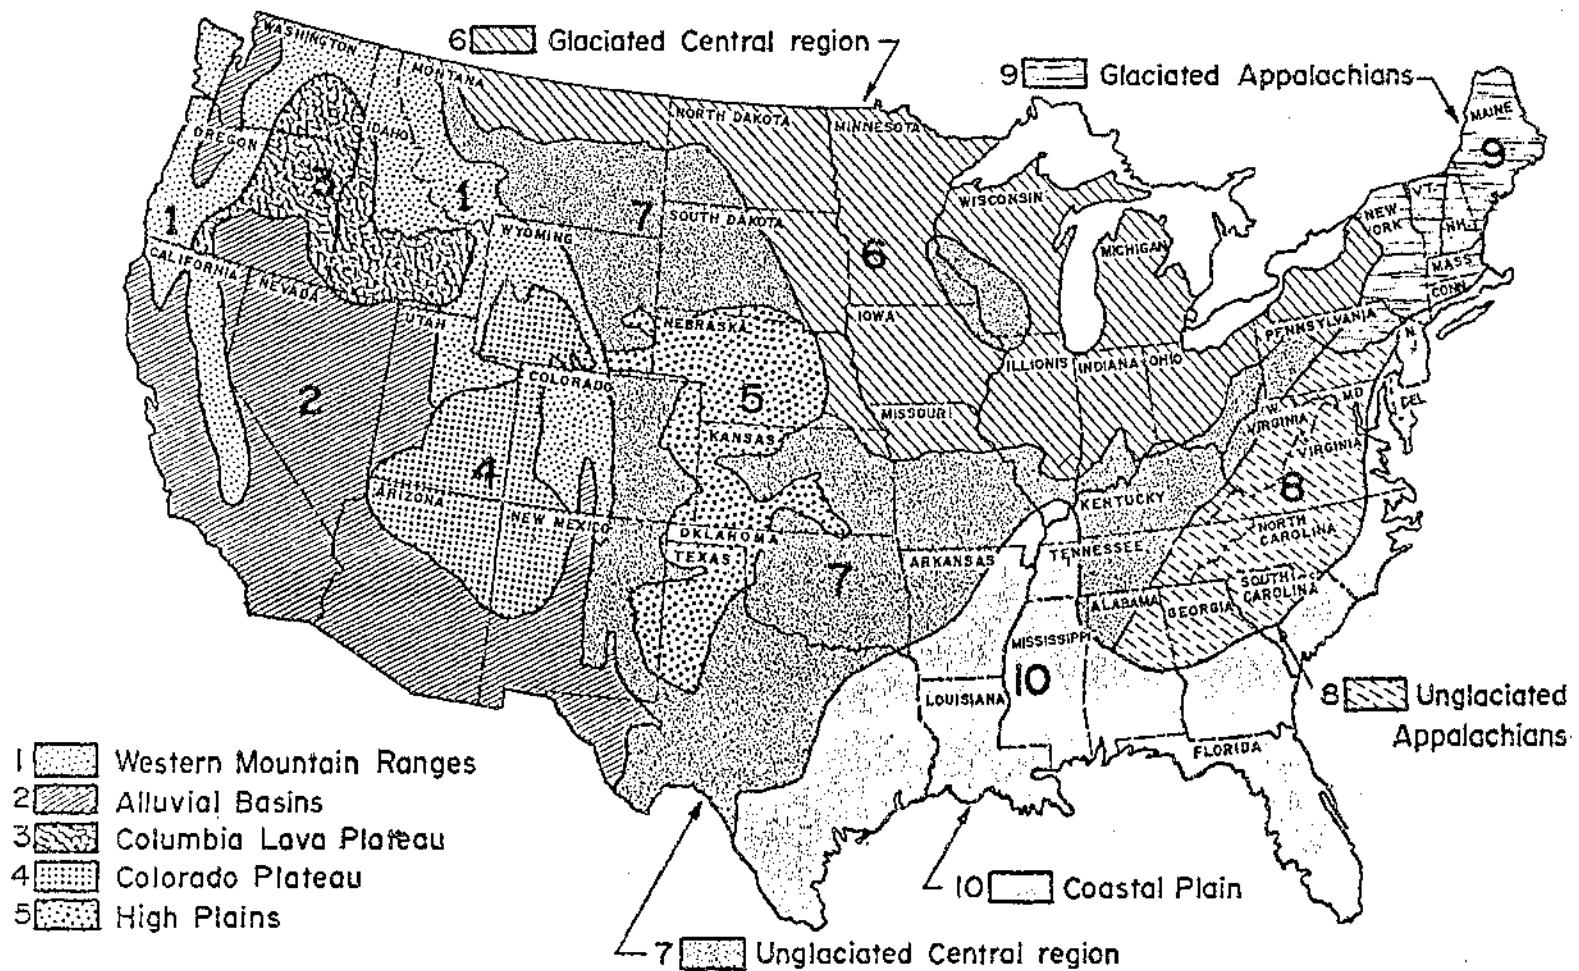 6 Glaciated Central region
9 Glaciated Appalachians
WASHINGTON
MONTANA
NORTH DAKOTA
MINNESOTA
MAINE
9
OREGON
IDAHO
3
1
7
SOUTH DAKOTA
WISCONSIN
VT.
NEW
YORK
N.H.
1
WYOMING
6
MICHIGAN
MASS
CALIFORNIA
CONN
NEVADA
UTAH
NEBRASKA
IOWA
PENNSYLVANIA
N
COLORADO
ILLIONIS
INDIANA
OHIO
2
5
MISSOURI
MD
DEL
KANSAS
W.
VIRGINIA
VIRGINIA
4
8
ARIZONA
NEW MEXICO
KENTUCKY
OKLAHOMA
NORTH
CAROLINA
TEXAS
7
ARKANSAS
TENNESSEE
SOUTH
CAROLINA
ALABAMA
GEORGIA
MISSISSIPPI
10
LOUISIANA
8 Unglaciated
Appalachians
FLORIDA
1 Western Mountain Ranges
2 Alluvial Basins
3 Columbia Lava Plateau
4 Colorado Plateau
5 High Plains
10 Coastal Plain
7 Unglaciated Central region